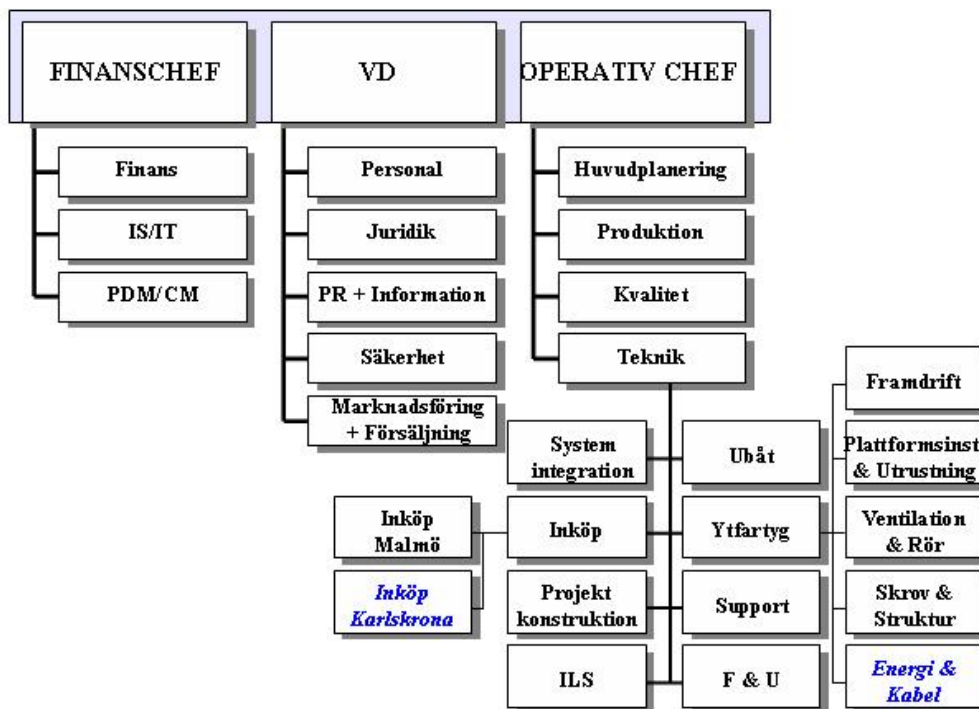 FINANSCHEF
VD
OPERATIV CHEF
Finans
Personal
Huvudplanering
IS/IT
Juridik
Produktion
PDM/CM
PR + Information
Kvalitet
Säkerhet
Teknik
Framdrift
Marknadsföring
+ Försäljning
System
integration
Ubåt
Plattformsinst
& Utrustning
Inköp
Malmö
Inköp
Ytfartyg
Ventilation
& Rör
Inköp
Karlskrona
Projekt
konstruktion
Support
Skrov &
Struktur
ILS
F & U
Energi &
Kabel